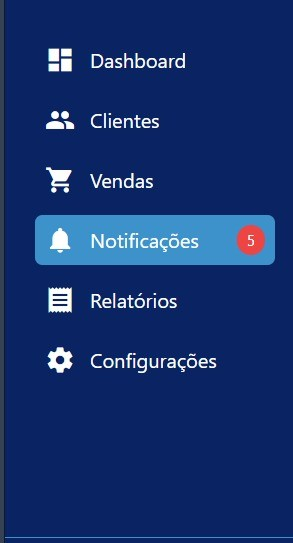 Dashboard
Clientes
Vendas
Notificações 5
Relatórios
Configurações